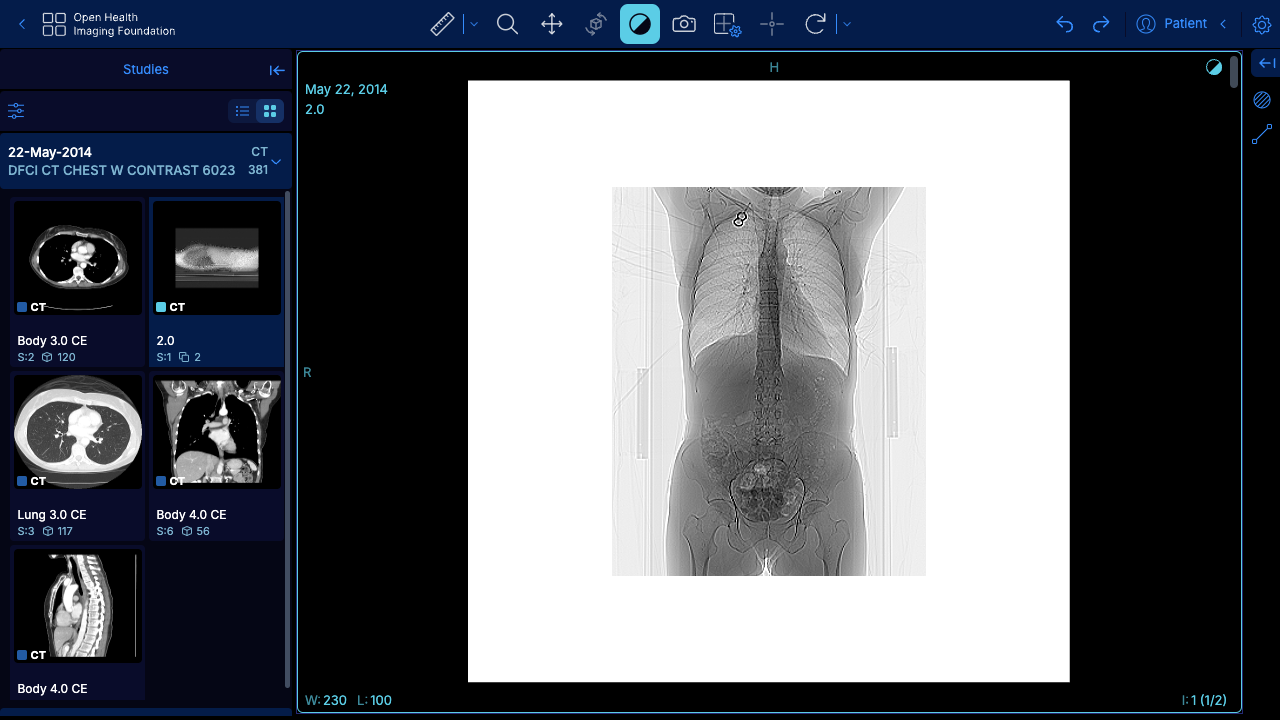 Open Health
Imaging Foundation
Patient
Studies
22-May-2014
CT
DFCI CT CHEST W CONTRAST 6023
381
CT
Body 3.0 CE
S:2 120
CT
2.0
S:1 2
CT
Lung 3.0 CE
S:3 117
CT
Body 4.0 CE
S:6 56
CT
Body 4.0 CE
H
May 22, 2014
2.0
R
W: 230 L: 100
I: 1 (1/2)